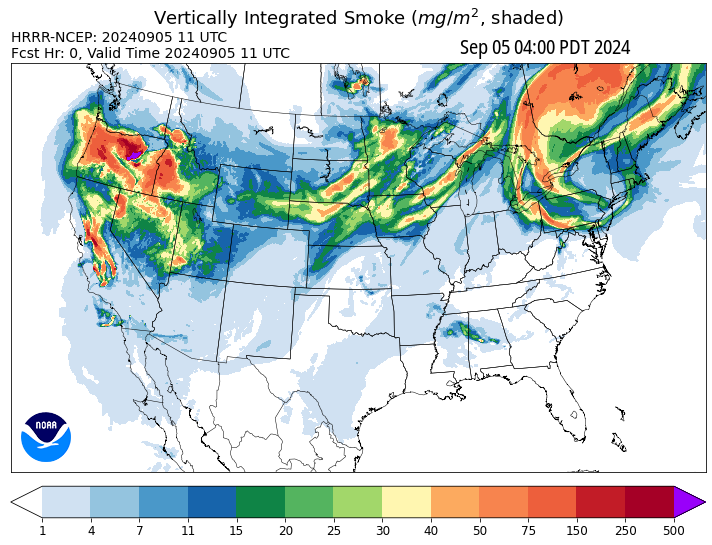 Vertically Integrated Smoke (mg/m², shaded)
HRRR-NCEP: 20240905 11 UTC
Fcst Hr: 0, Valid Time 20240905 11 UTC
Sep 05 04:00 PDT 2024
NOAA
1 4 7 11 15 20 25 30 40 50 75 150 250 500